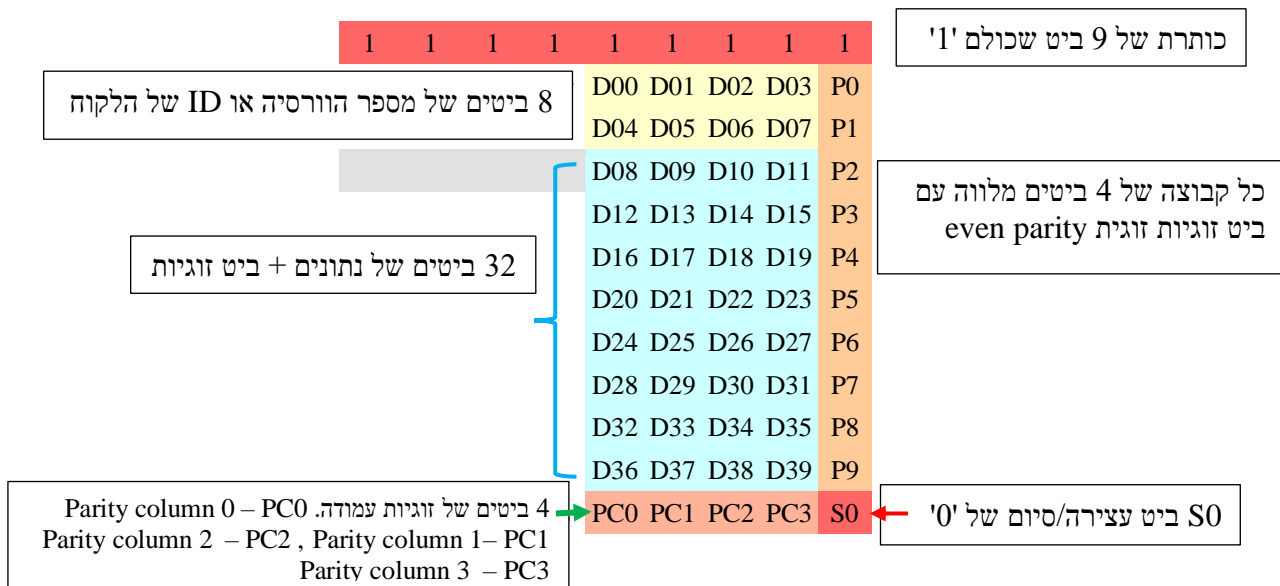 1 1 1 1 1 1 1 1 1
כותרת של 9 ביט שכולם '1'
D00 D01 D02 D03 P0
8 ביטים של מספר הוורסיה או ID של הלקוח
D04 D05 D06 D07 P1
D08 D09 D10 D11 P2
כל קבוצה של 4 ביטים מלווה עם
ביט זוגיות זוגית even parity
D12 D13 D14 D15 P3
D16 D17 D18 D19 P4
32 ביטים של נתונים + ביט זוגיות
D20 D21 D22 D23 P5
D24 D25 D26 D27 P6
D28 D29 D30 D31 P7
D32 D33 D34 D35 P8
D36 D37 D38 D39 P9
PC0 PC1 PC2 PC3 S0
4 ביטים של זוגיות עמודה. Parity column 0 – PC0
Parity column 2 – PC2 , Parity column 1– PC1
Parity column 3 – PC3
S0 ביט עצירה/סיום של '0'